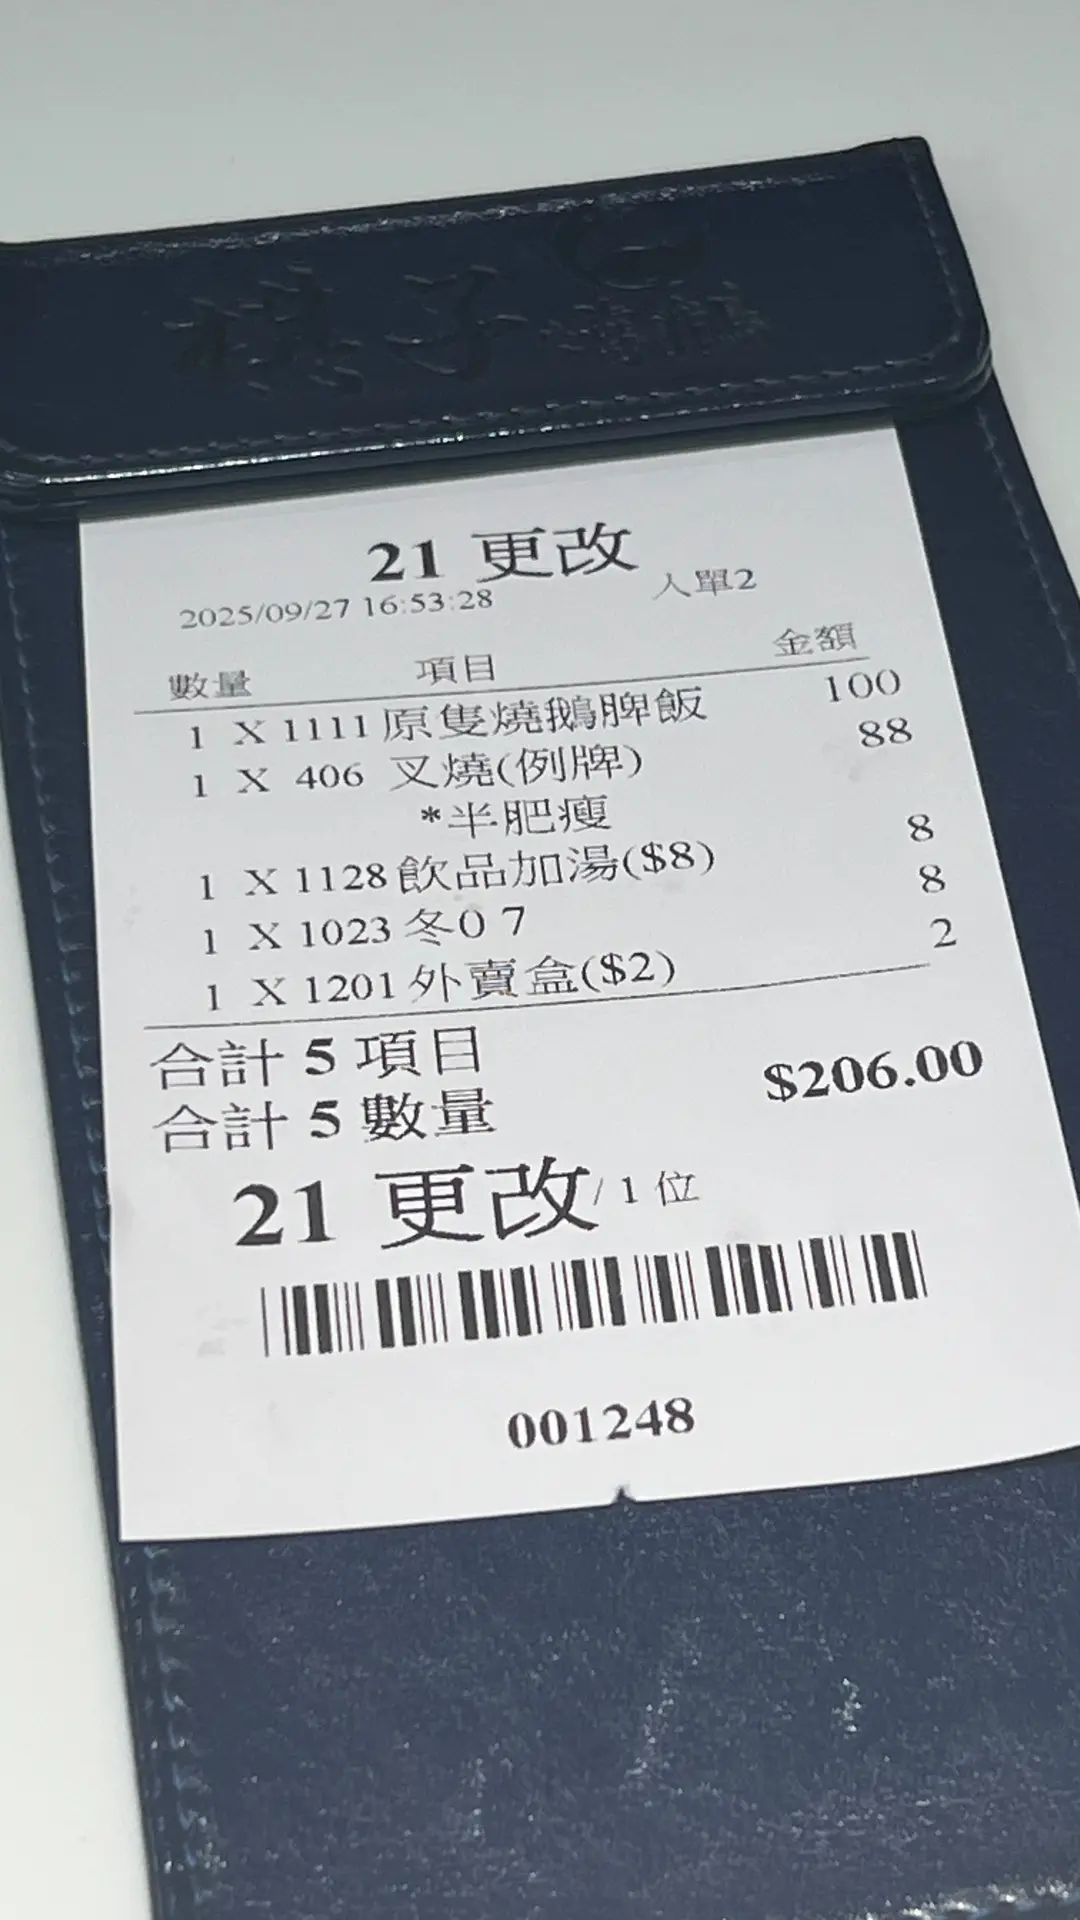 棋子
21 更改
2025/09/27 16:53:28 入單2
數量 項目 金額
1 X 1111 原隻燒鵝脾飯 100
1 X 406 叉燒(例牌) 88
*半肥瘦
1 X 1128 飲品加湯($8) 8
1 X 1023 冬0 7 8
1 X 1201 外賣盒($2) 2
合計 5 項目
合計 5 數量 $206.00
21 更改/ 1 位
001248